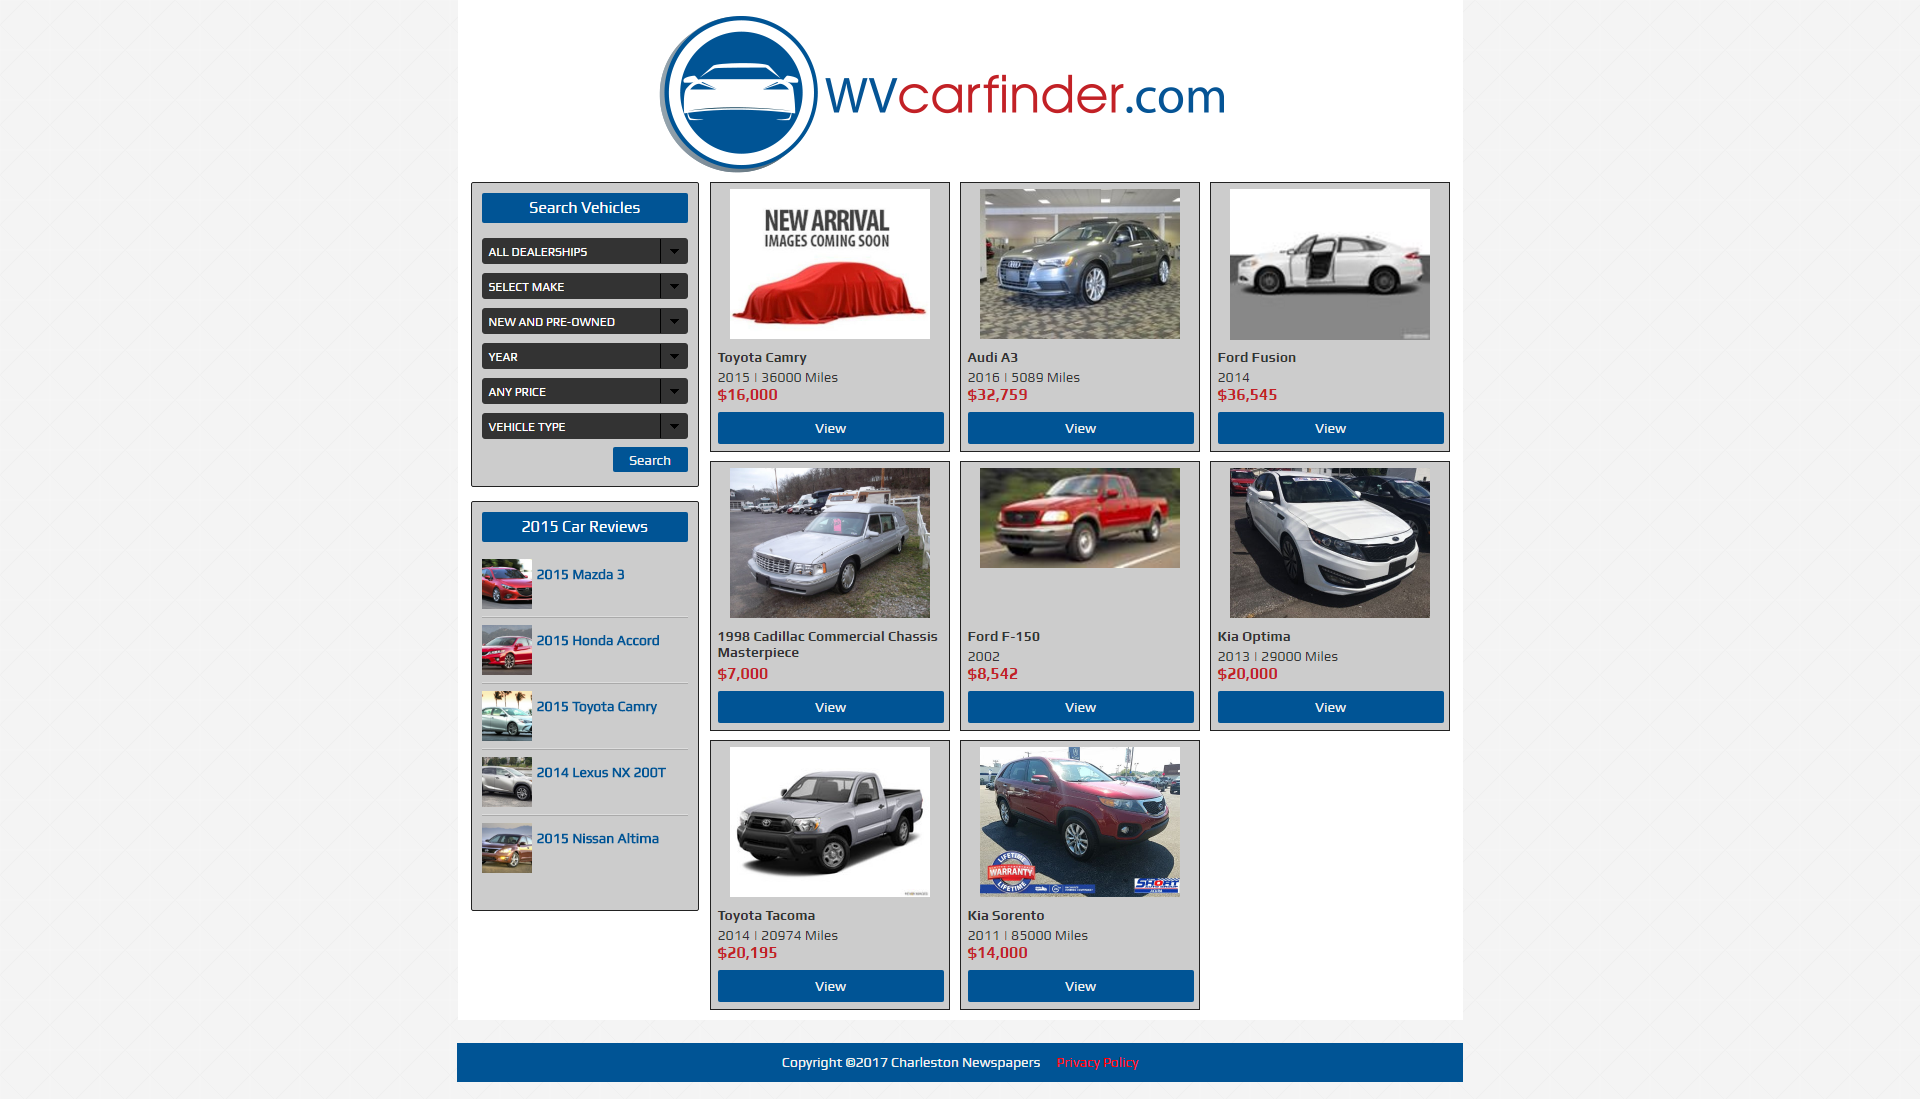 WVcarfinder.com
Search Vehicles
ALL DEALERSHIPS
SELECT MAKE
NEW AND PRE-OWNED
YEAR
ANY PRICE
VEHICLE TYPE
Search
2015 Car Reviews
2015 Mazda 3
2015 Honda Accord
2015 Toyota Camry
2014 Lexus NX 200T
2015 Nissan Altima
NEW ARRIVAL
IMAGES COMING SOON
Toyota Camry
2015 | 36000 Miles
$16,000
View
Audi A3
2016 | 5089 Miles
$32,759
View
Ford Fusion
2014
$36,545
View
1998 Cadillac Commercial Chassis
Masterpiece
$7,000
View
Ford F-150
2002
$8,542
View
Kia Optima
2013 | 29000 Miles
$20,000
View
Toyota Tacoma
2014 | 20974 Miles
$20,195
View
LIFETIME
WARRANTY
LIFETIME
SHORT
Kia Sorento
2011 | 85000 Miles
$14,000
View
Copyright ©2017 Charleston Newspapers
Privacy Policy